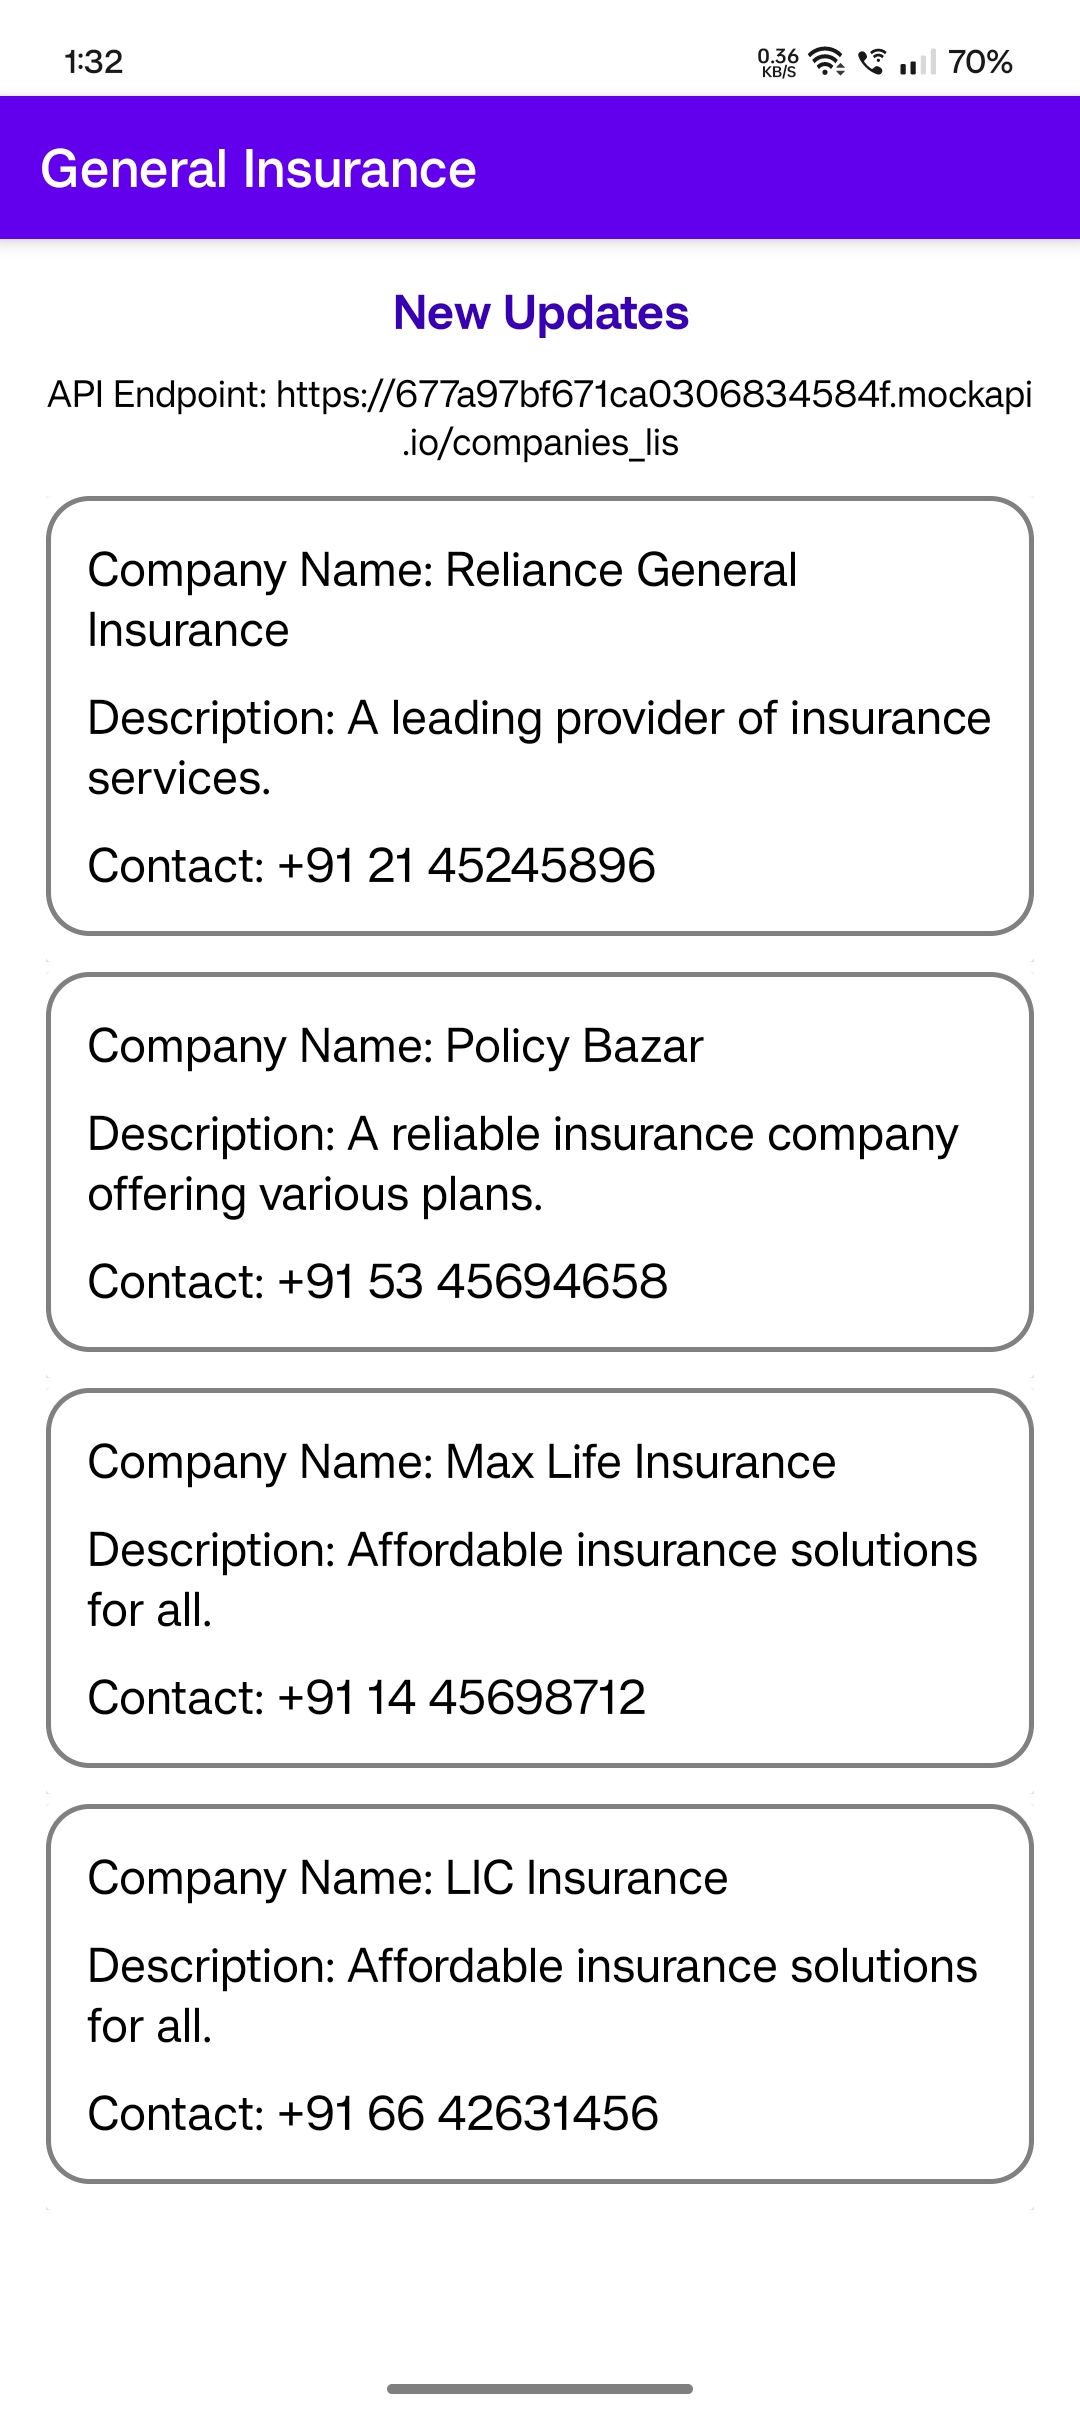 1:32
0.36
KB/S
70%
General Insurance
New Updates
API Endpoint: https://677a97bf671ca0306834584f.mockapi
.io/companies_lis
Company Name: Reliance General
Insurance
Description: A leading provider of insurance
services.
Contact: +91 21 45245896
Company Name: Policy Bazar
Description: A reliable insurance company
offering various plans.
Contact: +91 53 45694658
Company Name: Max Life Insurance
Description: Affordable insurance solutions
for all.
Contact: +91 14 45698712
Company Name: LIC Insurance
Description: Affordable insurance solutions
for all.
Contact: +91 66 42631456